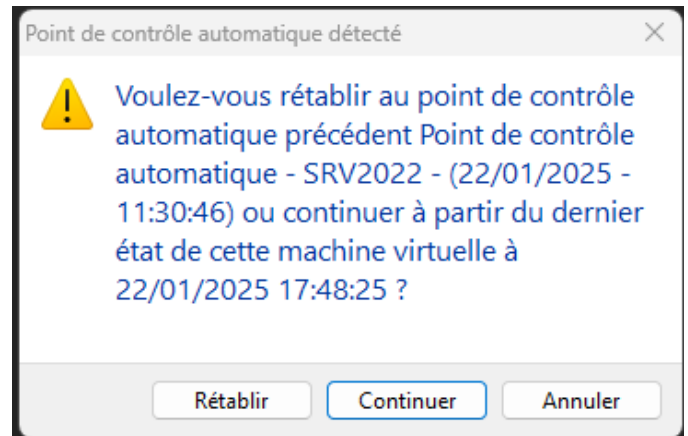 Point de contrôle automatique détecté
Voulez-vous rétablir au point de contrôle
automatique précédent Point de contrôle
automatique - SRV2022 - (22/01/2025 -
11:30:46) ou continuer à partir du dernier
état de cette machine virtuelle à
22/01/2025 17:48:25 ?
Rétablir Continuer Annuler